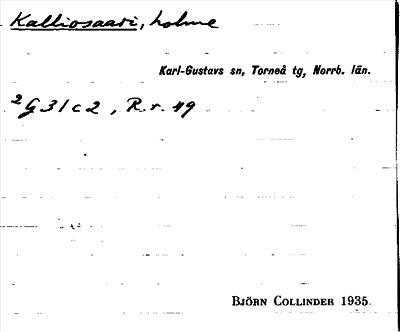 Kalliosaari, holme
Karl-Gustavs sn, Torneå tg, Norrb. län.
2G31c2, R.r. 49
BJÖRN COLLINDER 1935.